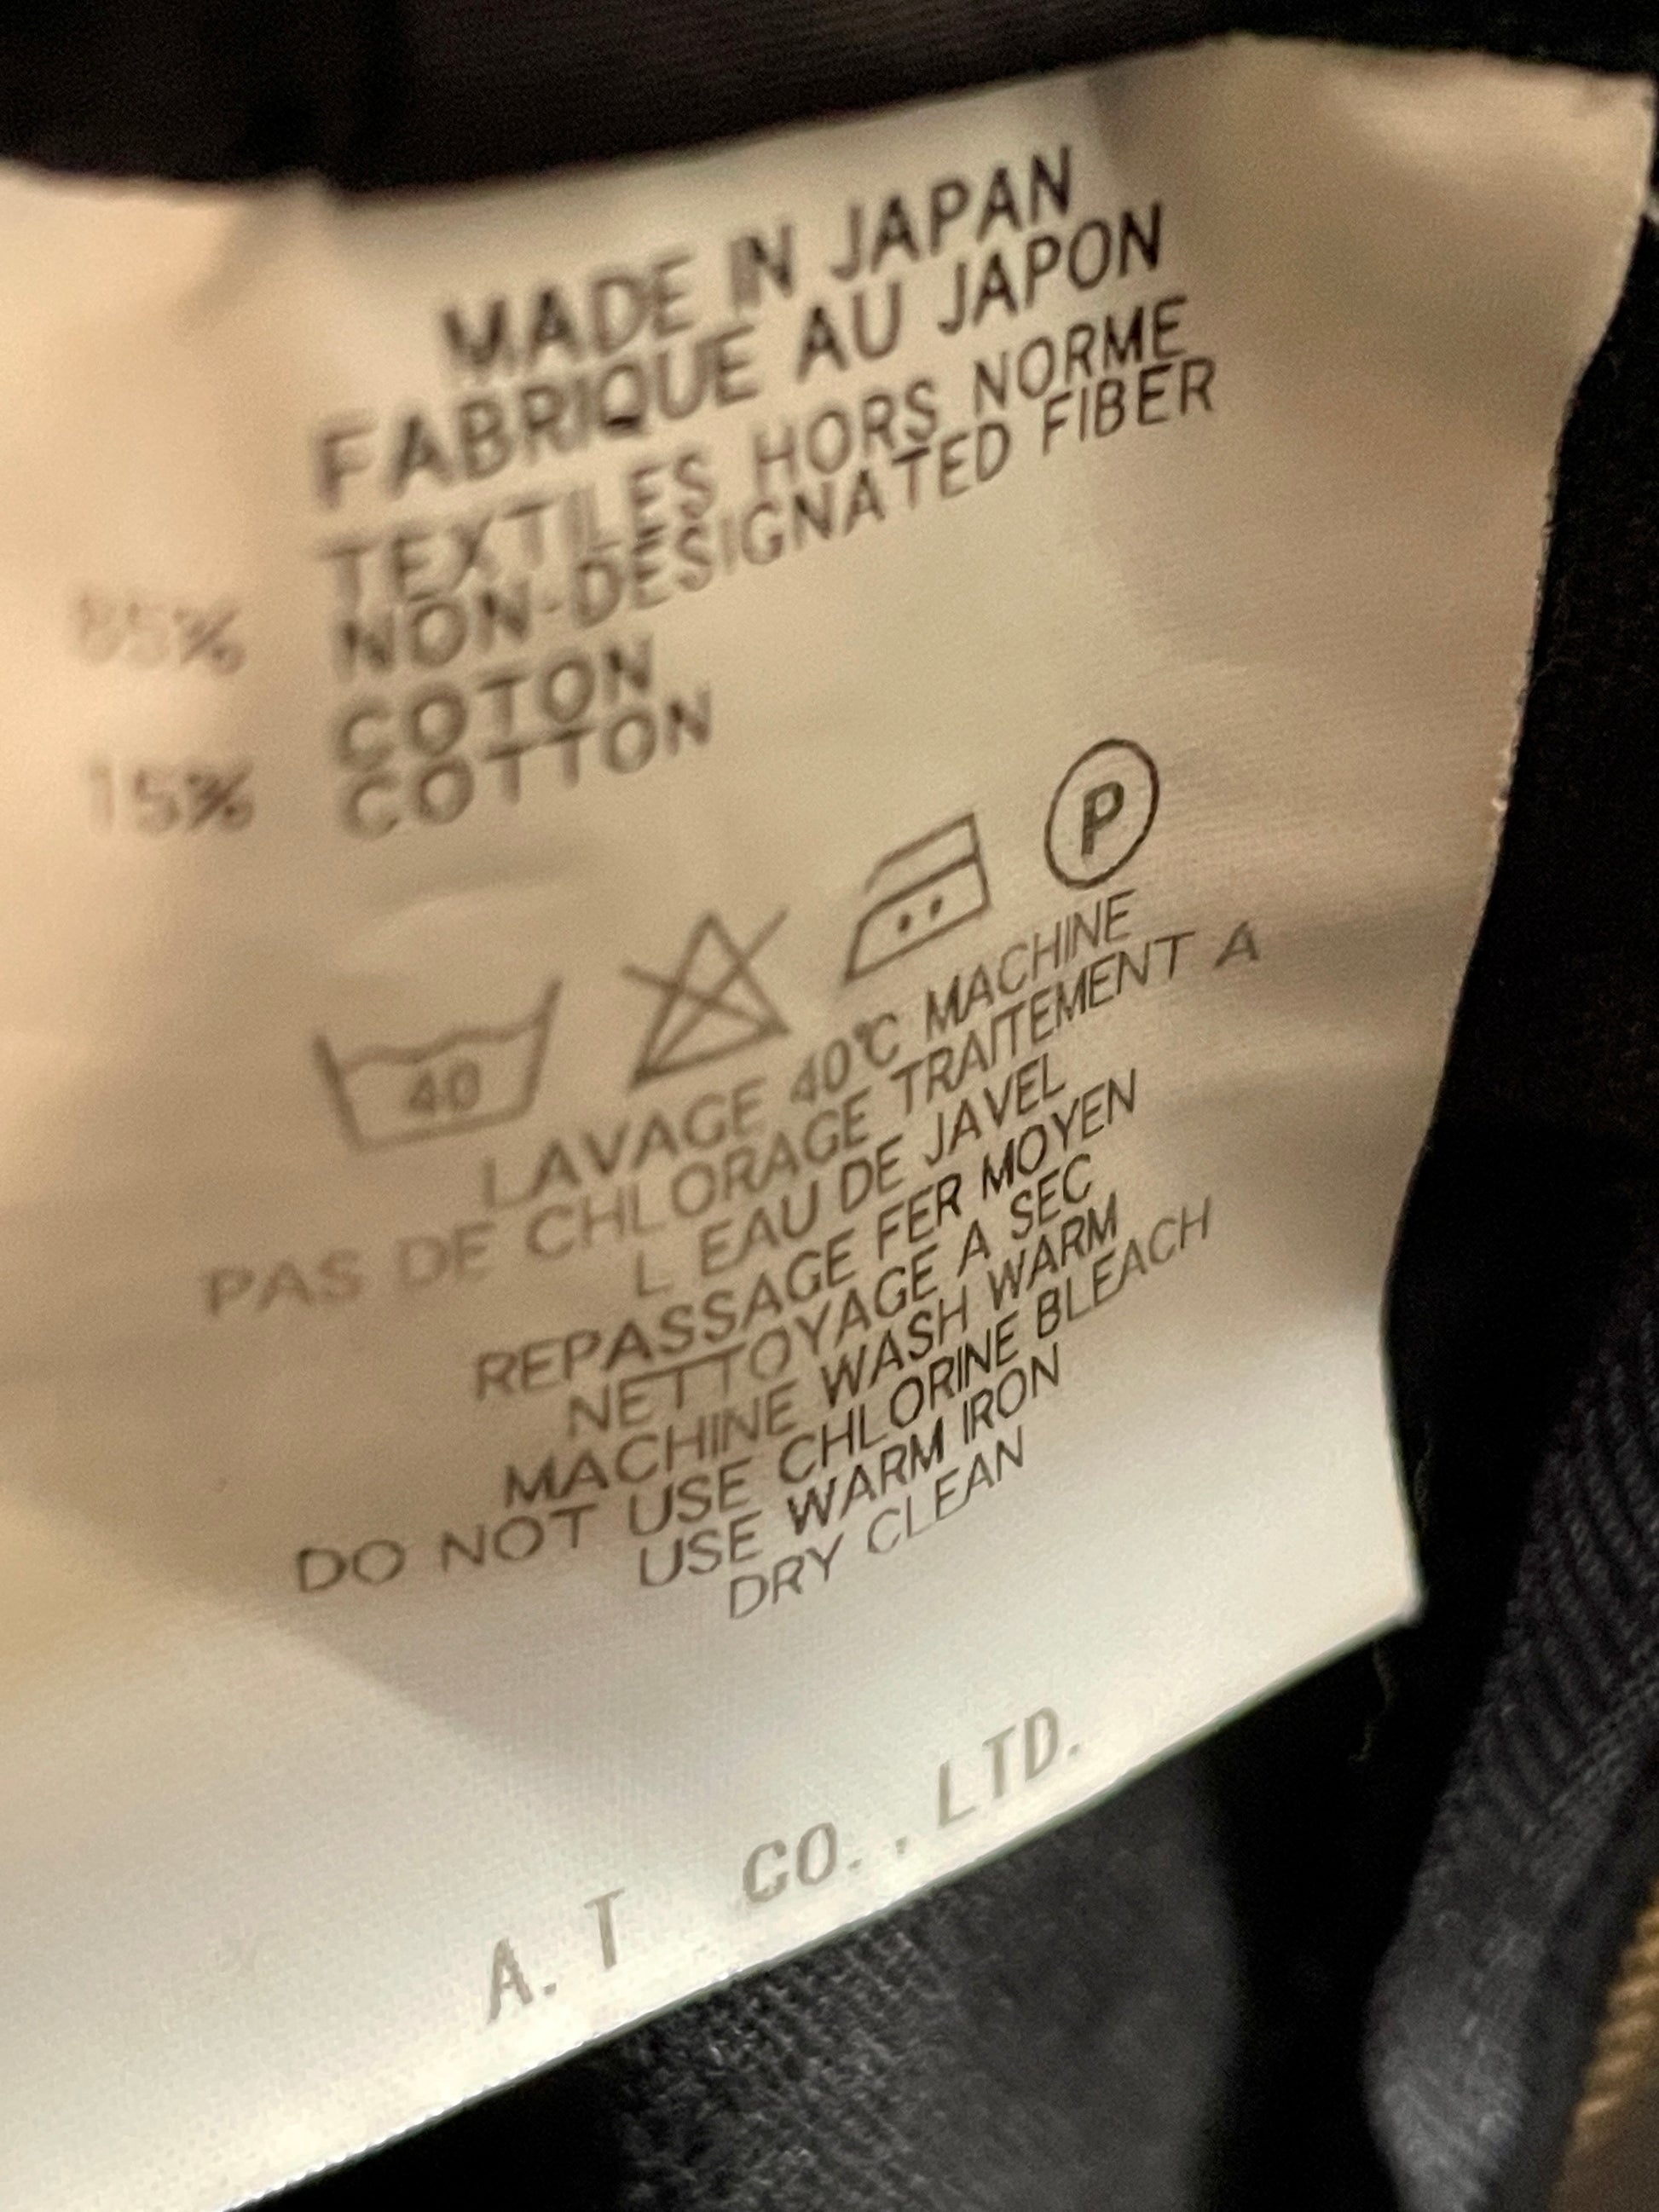 MADE IN JAPAN
FABRIQUE AU JAPON
TEXTILES HORS NORME
85% NON-DESIGNATED FIBER
COTON
15% COTTON
P
40
LAVAGE 40℃ MACHINE
PAS DE CHLORAGE TRAITEMENT A
L EAU DE JAVEL
REPASSAGE FER MOYEN
NETTOYAGE A SEC
MACHINE WASH WARM
DO NOT USE CHLORINE BLEACH
USE WARM IRON
DRY CLEAN
A. T CO. , LTD.